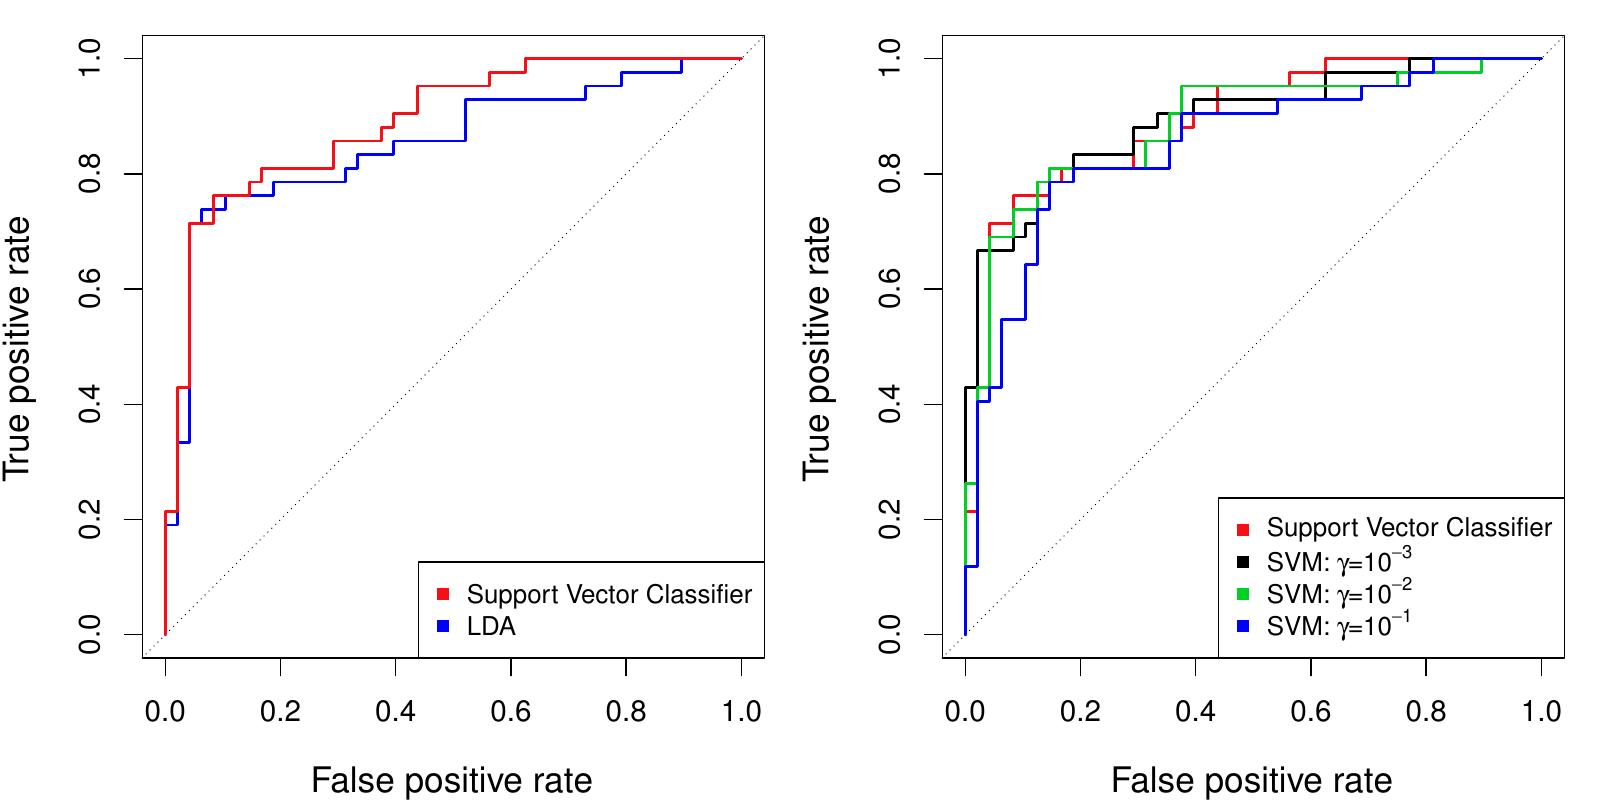 True positive rate
1.0
0.8
0.6
0.4
0.2
0.0
Support Vector Classifier
LDA
0.0 0.2 0.4 0.6 0.8 1.0
False positive rate
True positive rate
1.0
0.8
0.6
0.4
0.2
0.0
Support Vector Classifier
SVM: γ=10⁻³
SVM: γ=10⁻²
SVM: γ=10⁻¹
0.0 0.2 0.4 0.6 0.8 1.0
False positive rate